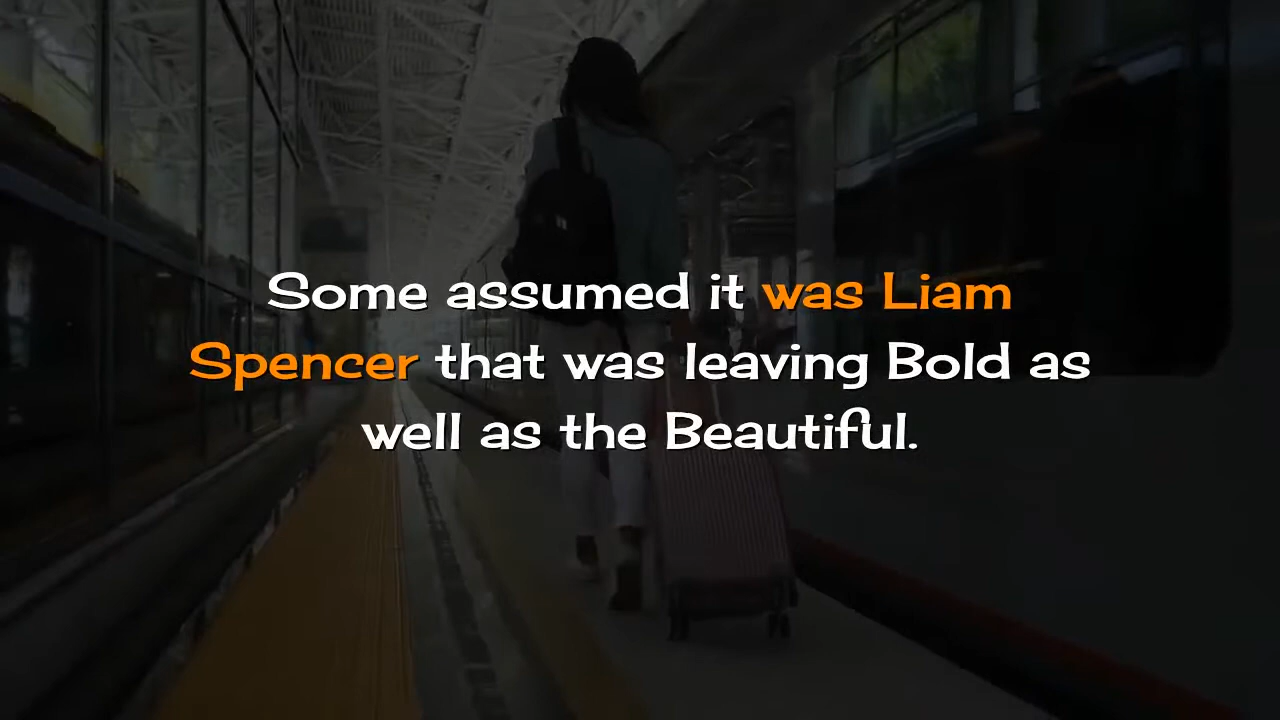 Some assumed it was Liam
Spencer that was leaving Bold as
well as the Beautiful.